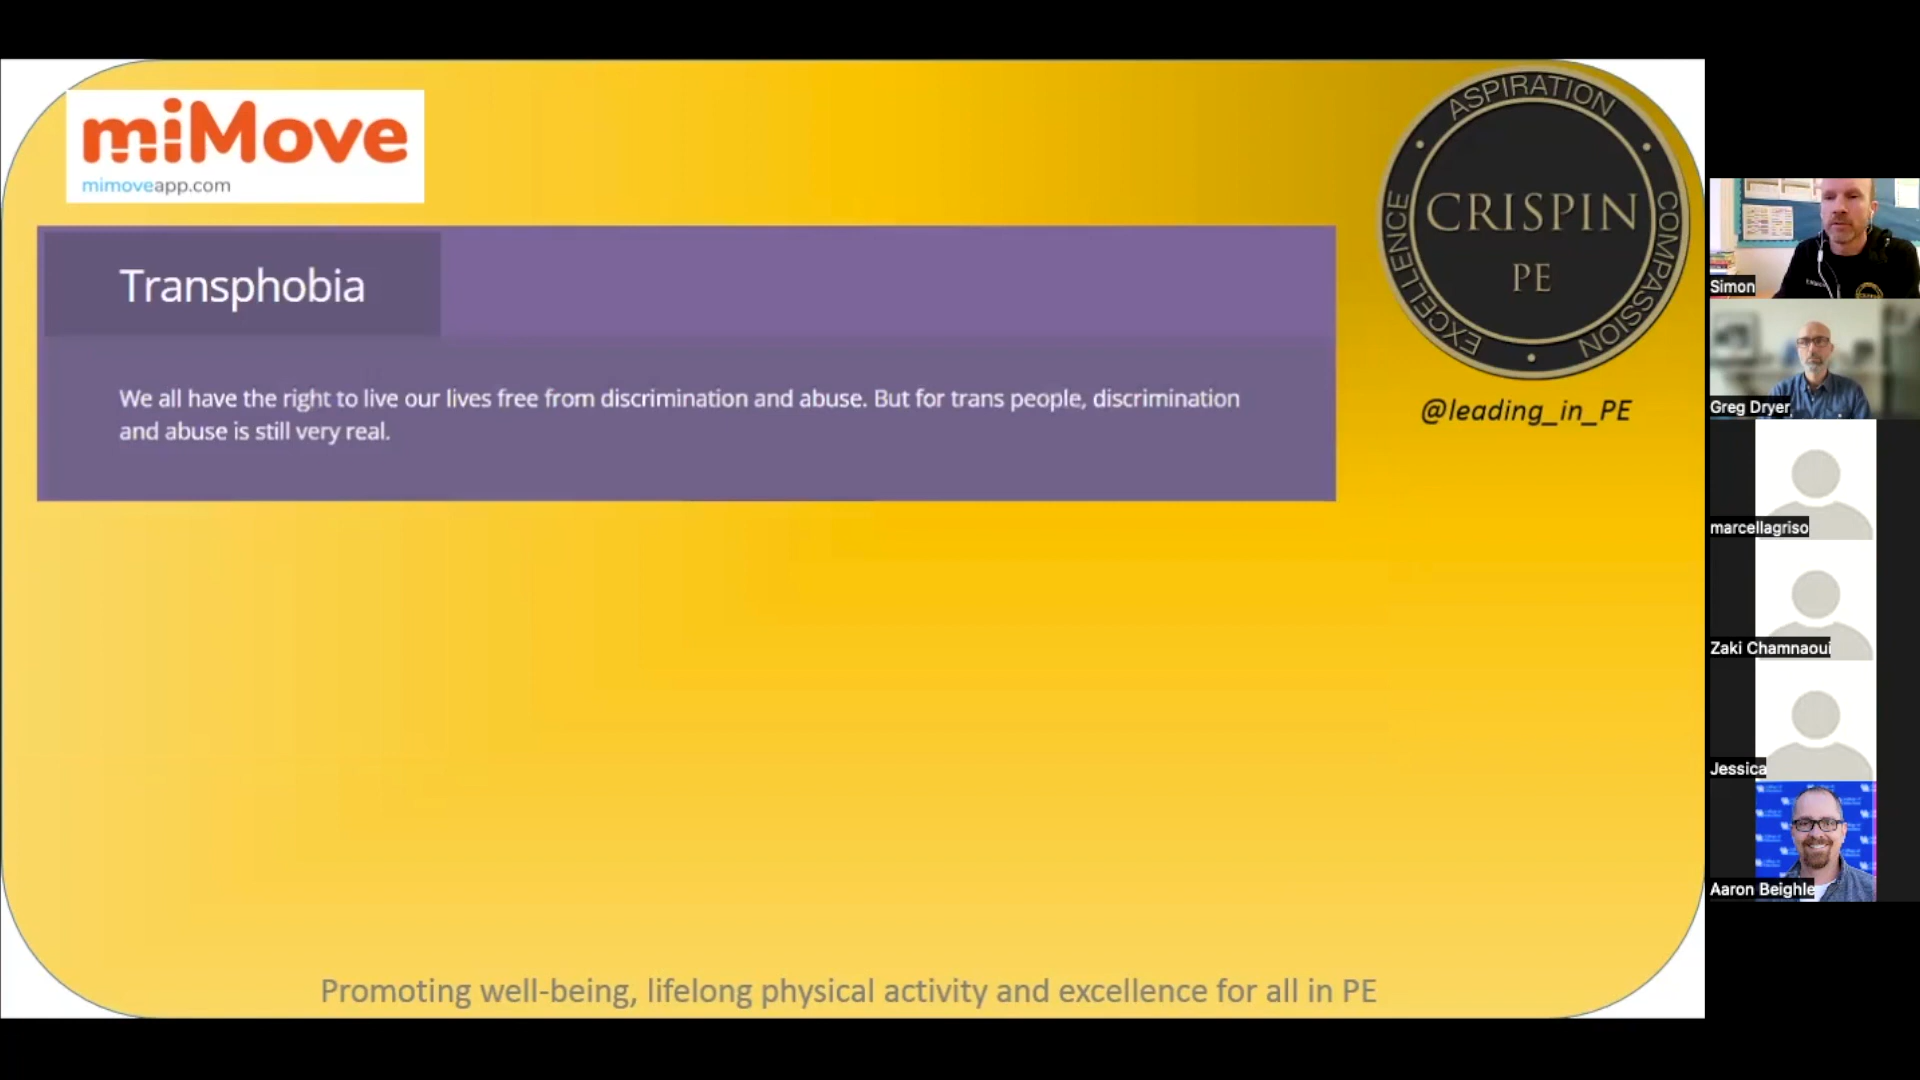 miMove
mimoveapp.com
Transphobia
We all have the right to live our lives free from discrimination and abuse. But for trans people, discrimination
and abuse is still very real.
ASPIRATION
COMPASSION
EXCELLENCE
CRISPIN
PE
@leading_in_PE
Promoting well-being, lifelong physical activity and excellence for all in PE
Simon
Greg Dryer
marcellagriso
Zaki Chamnaoui
Jessica
Aaron Beighle